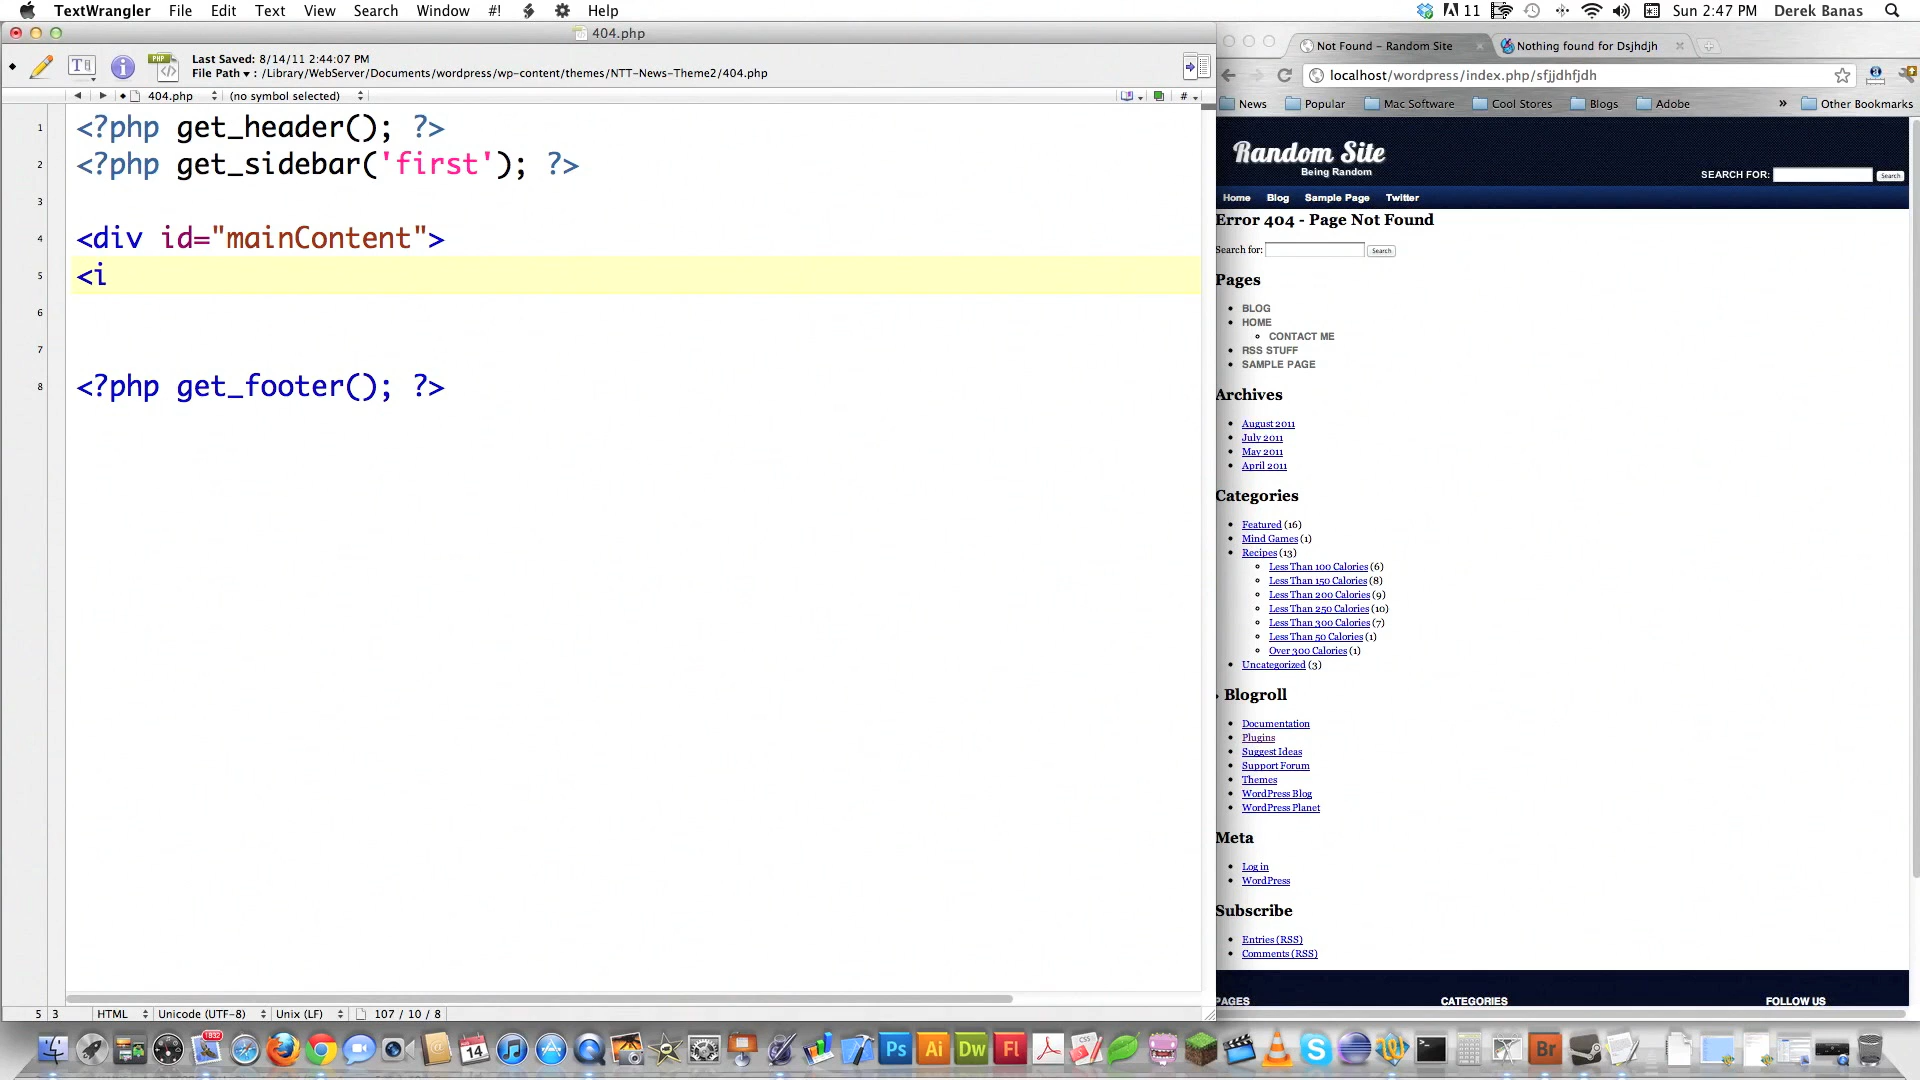 TextWrangler File Edit Text View Search Window #! Help 11 Sun 2:47 PM Derek Banas
404.php
Last Saved: 8/14/11 2:44:07 PM
File Path ▾ : /Library/WebServer/Documents/wordpress/wp-content/themes/NTT-News-Theme2/404.php
404.php (no symbol selected) #
1 <?php get_header(); ?>
2 <?php get_sidebar('first'); ?>
3
4 <div id="mainContent">
5 <i
6
7
8 <?php get_footer(); ?>
5 3 HTML Unicode (UTF-8) Unix (LF) 107 / 10 / 8
Not Found – Random Site Nothing found for Dsjhdjh
localhost/wordpress/index.php/sfjjdhfjdh
News Popular Mac Software Cool Stores Blogs Adobe » Other Bookmarks
Random Site
Being Random
SEARCH FOR: Search
Home Blog Sample Page Twitter
Error 404 - Page Not Found
Search for: Search
Pages
BLOG
HOME
CONTACT ME
RSS STUFF
SAMPLE PAGE
Archives
August 2011
July 2011
May 2011
April 2011
Categories
Featured (16)
Mind Games (1)
Recipes (13)
Less Than 100 Calories (6)
Less Than 150 Calories (8)
Less Than 200 Calories (9)
Less Than 250 Calories (10)
Less Than 300 Calories (7)
Less Than 50 Calories (1)
Over 300 Calories (1)
Uncategorized (3)
Blogroll
Documentation
Plugins
Suggest Ideas
Support Forum
Themes
WordPress Blog
WordPress Planet
Meta
Log in
WordPress
Subscribe
Entries (RSS)
Comments (RSS)
PAGES CATEGORIES FOLLOW US
1832 14 Ps Ai Dw Fl CSS Br